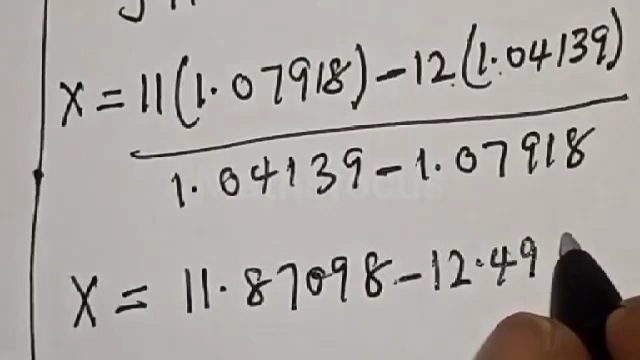 x = 11(1.07918) - 12(1.04139)
1.04139 - 1.07918
x = 11.87098 - 12.49